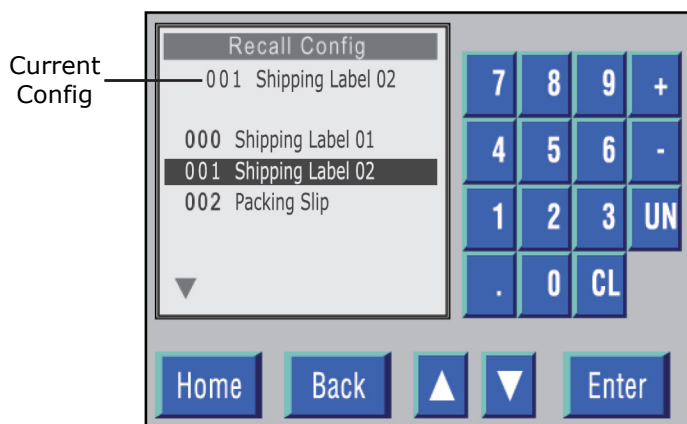 Recall Config
Current Config
001 Shipping Label 02
000 Shipping Label 01
001 Shipping Label 02
002 Packing Slip
7 8 9 +
4 5 6 -
1 2 3 UN
. 0 CL
Home Back Enter